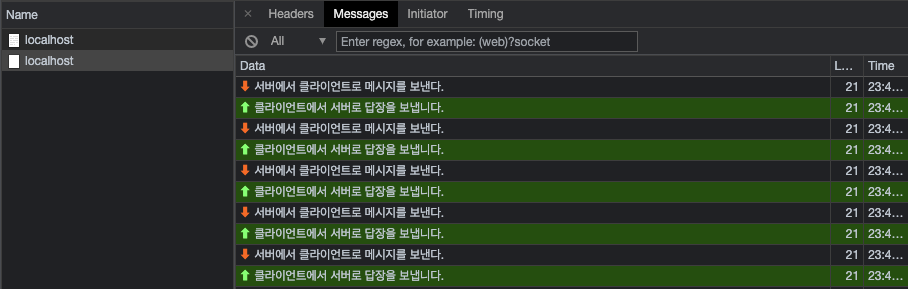 Name
× Headers Messages Initiator Timing
All ▼ Enter regex, for example: (web)?socket
localhost
localhost
Data L... Time
서버에서 클라이언트로 메시지를 보낸다. 21 23:4...
클라이언트에서 서버로 답장을 보냅니다. 21 23:4...
서버에서 클라이언트로 메시지를 보낸다. 21 23:4...
클라이언트에서 서버로 답장을 보냅니다. 21 23:4...
서버에서 클라이언트로 메시지를 보낸다. 21 23:4...
클라이언트에서 서버로 답장을 보냅니다. 21 23:4...
서버에서 클라이언트로 메시지를 보낸다. 21 23:4...
클라이언트에서 서버로 답장을 보냅니다. 21 23:4...
서버에서 클라이언트로 메시지를 보낸다. 21 23:4...
클라이언트에서 서버로 답장을 보냅니다. 21 23:4...